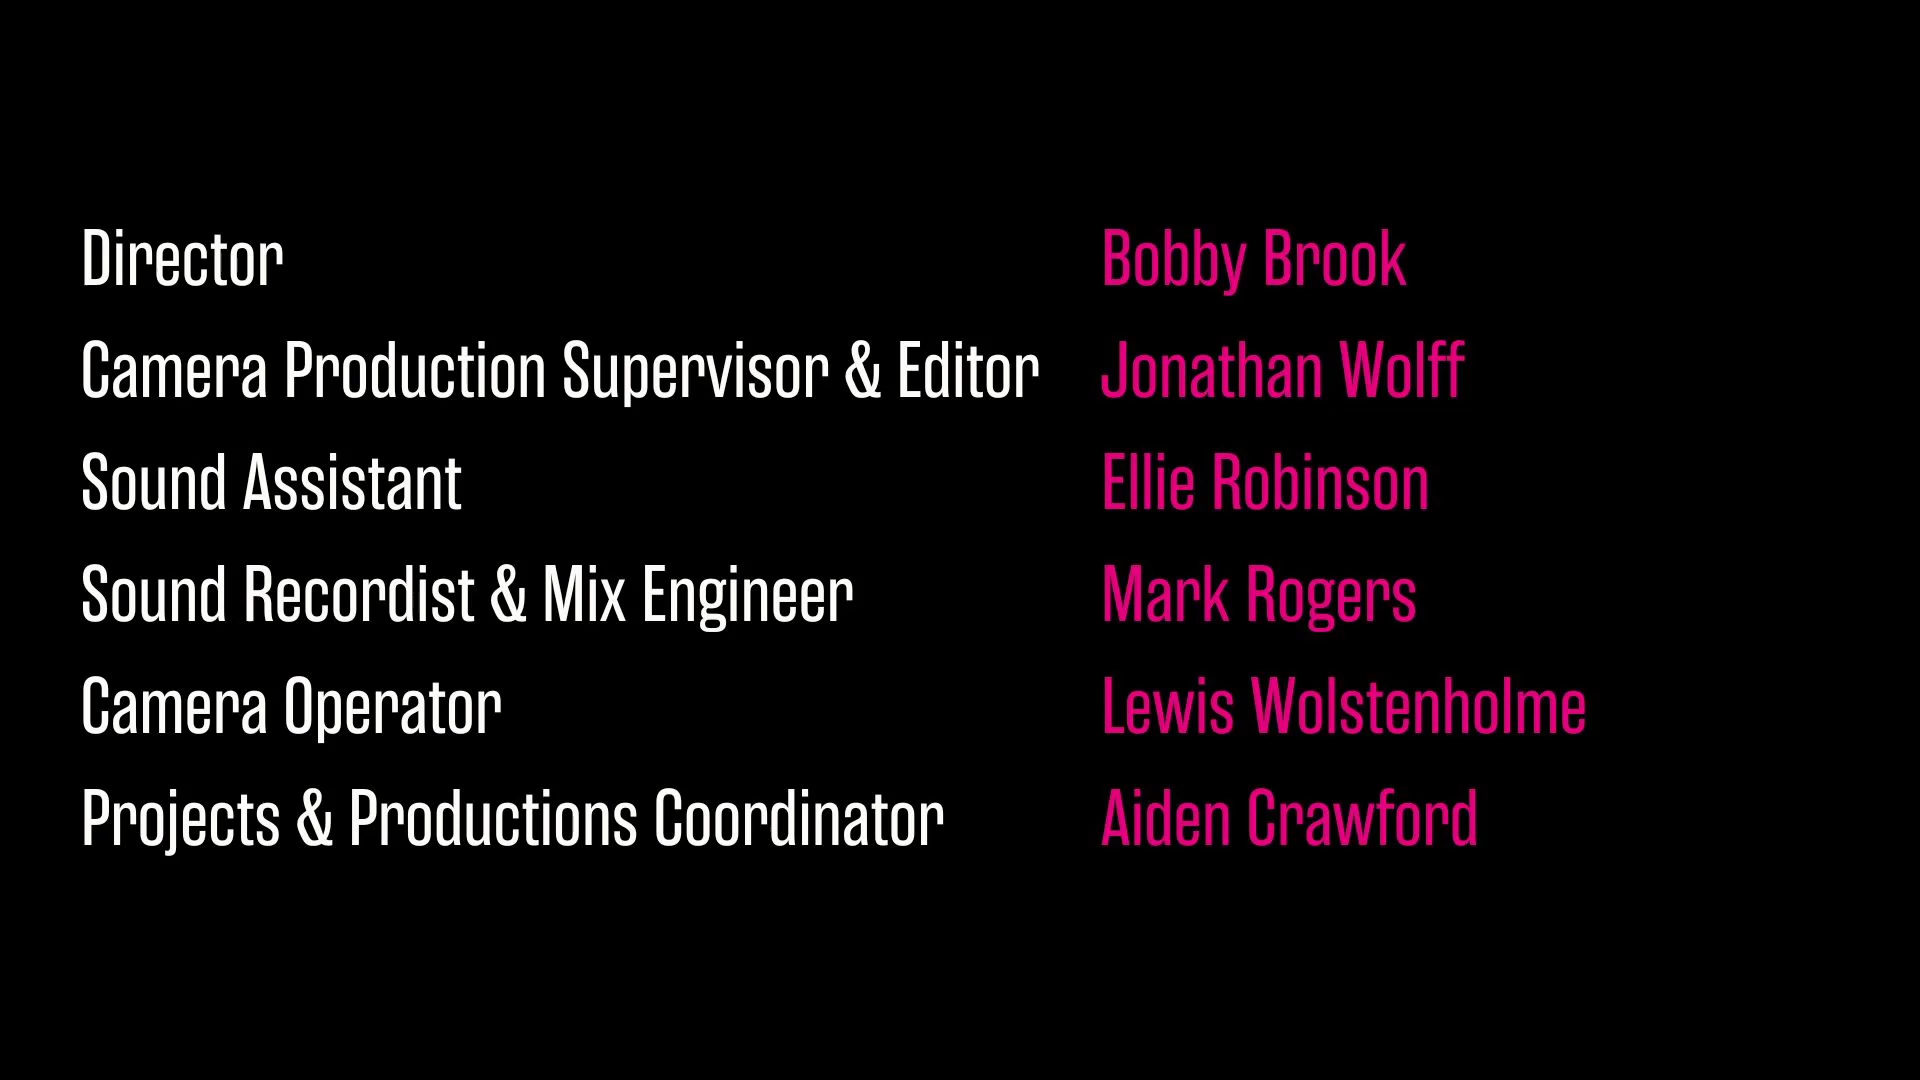 Director Bobby Brook
Camera Production Supervisor & Editor Jonathan Wolff
Sound Assistant Ellie Robinson
Sound Recordist & Mix Engineer Mark Rogers
Camera Operator Lewis Wolstenholme
Projects & Productions Coordinator Aiden Crawford